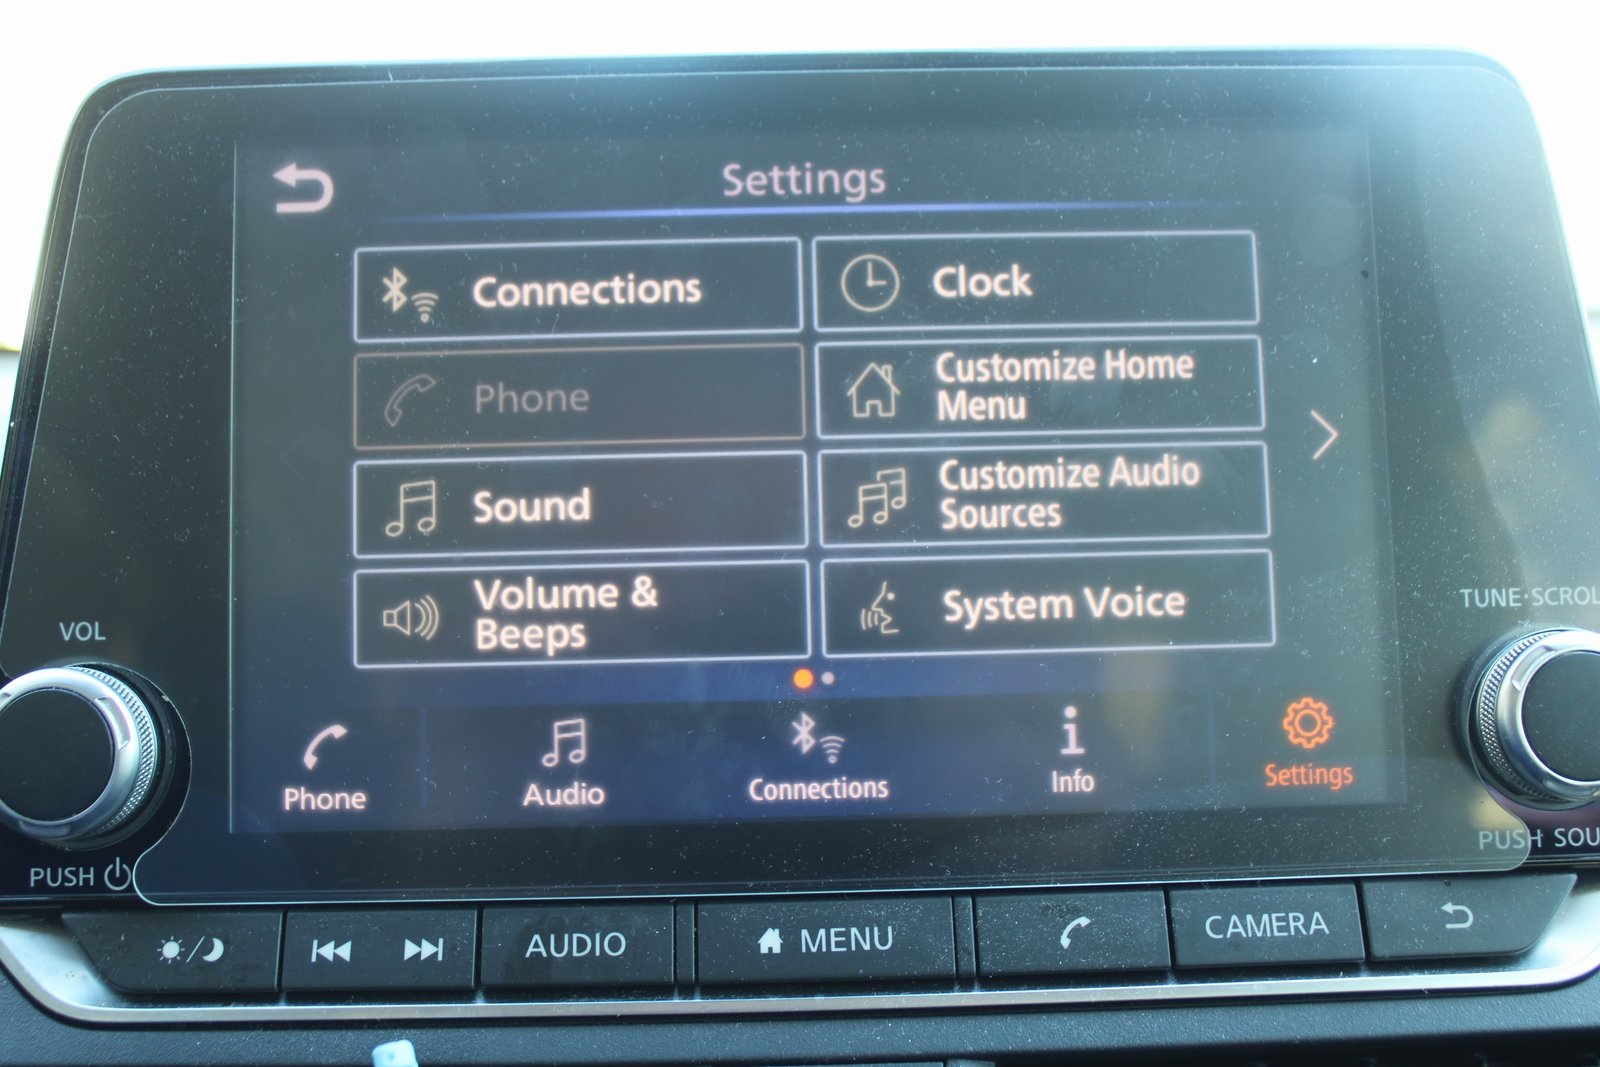 Settings
Connections
Clock
Phone
Customize Home
Menu
Sound
Customize Audio
Sources
Volume &
Beeps
System Voice
Phone
Audio
Connections
Info
Settings
VOL
PUSH
TUNE·SCROL
PUSH SOU
AUDIO
MENU
CAMERA